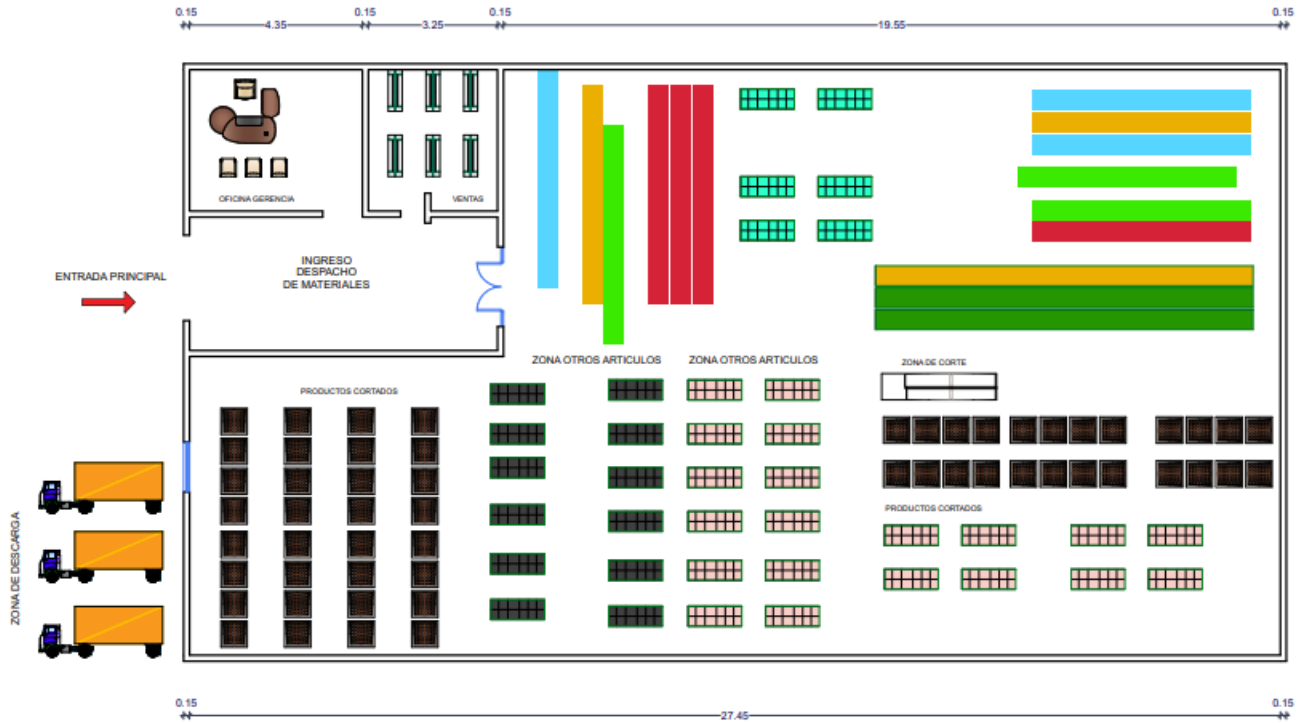 0.15
0.15
0.15
0.15
4.35
3.25
19.55
OFICINA GERENCIA
VENTAS
INGRESO
DESPACHO
DE MATERIALES
ENTRADA PRINCIPAL
ZONA OTROS ARTICULOS
ZONA OTROS ARTICULOS
ZONA DE CORTE
PRODUCTOS CORTADOS
PRODUCTOS CORTADOS
ZONA DE DESCARGA
0.15
0.15
27.45